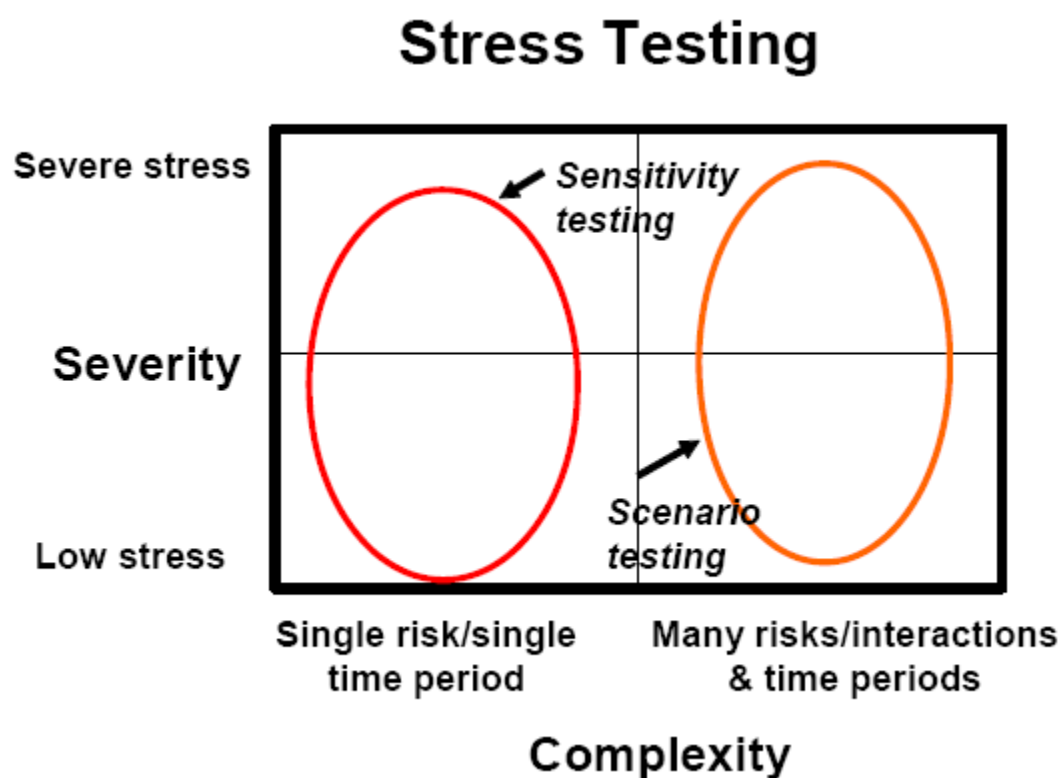 Stress Testing
Severe stress
Sensitivity
testing
Severity
Scenario
testing
Low stress
Single risk/single
time period
Many risks/interactions
& time periods
Complexity